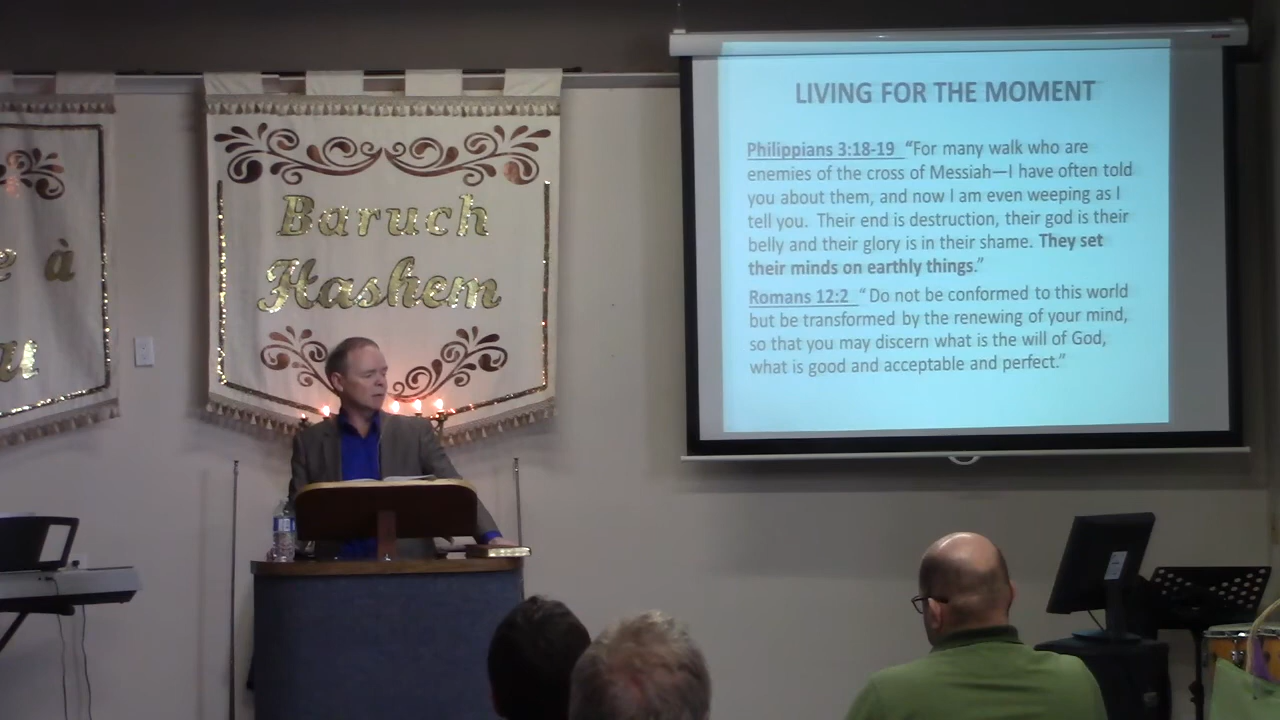 e à
u
Baruch
Hashem
LIVING FOR THE MOMENT
Philippians 3:18-19 “For many walk who are
enemies of the cross of Messiah—I have often told
you about them, and now I am even weeping as I
tell you. Their end is destruction, their god is their
belly and their glory is in their shame. They set
their minds on earthly things.”
Romans 12:2 “ Do not be conformed to this world
but be transformed by the renewing of your mind,
so that you may discern what is the will of God,
what is good and acceptable and perfect.”